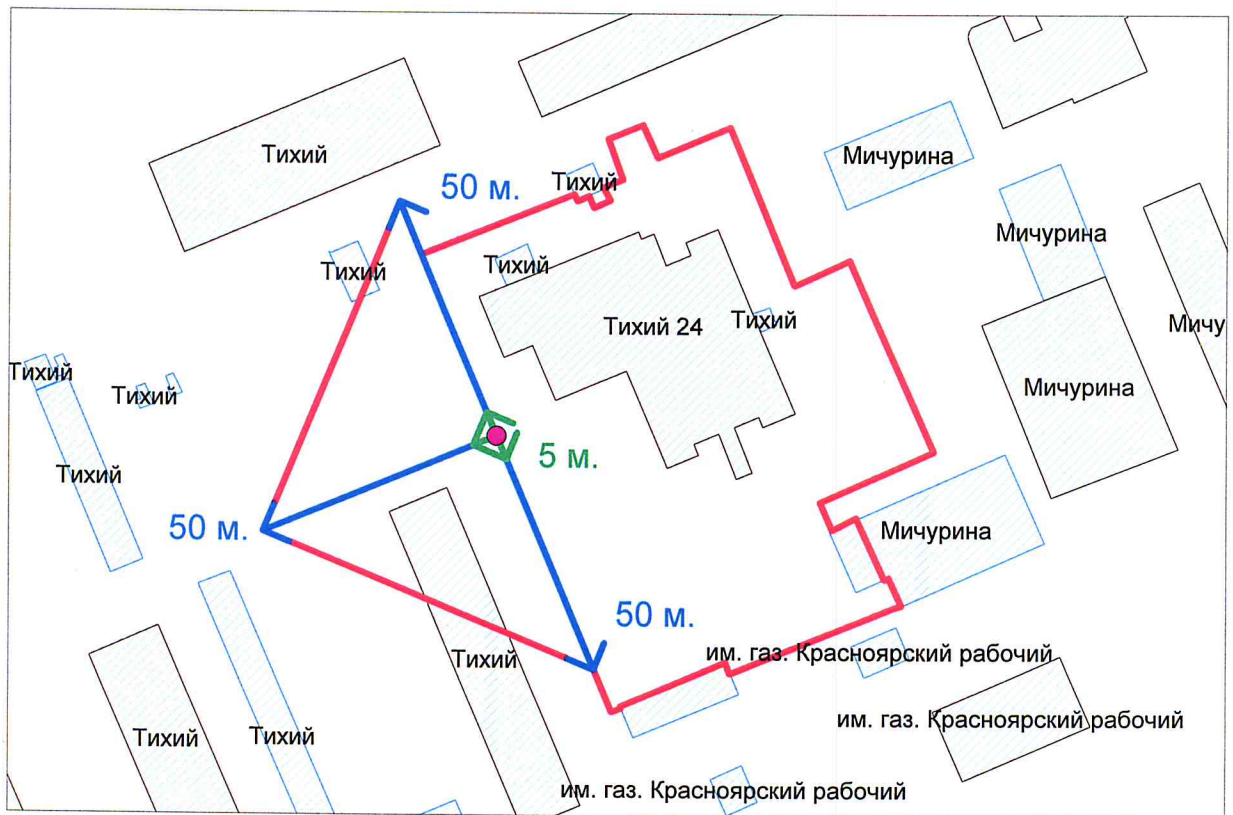 Тихий
Мичурина
50 м.
Тихий
Мичурина
Тихий
Тихий
Тихий 24
Тихий
Мичу
Тихий
Тихий
Мичурина
5 м.
Тихий
50 м.
Мичурина
50 м.
им. газ. Красноярский рабочий
Тихий
им. газ. Красноярский рабочий
Тихий
Тихий
им. газ. Красноярский рабочий